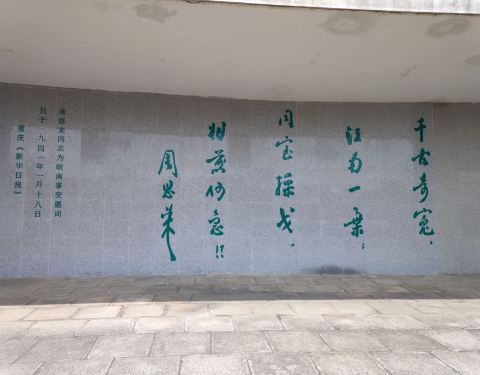 千古奇冤，
江南一叶；
同室操戈，
相煎何急！？
周恩来
周恩来同志为皖南事变题词
刊于一九四一年一月十八日
重庆《新华日报》